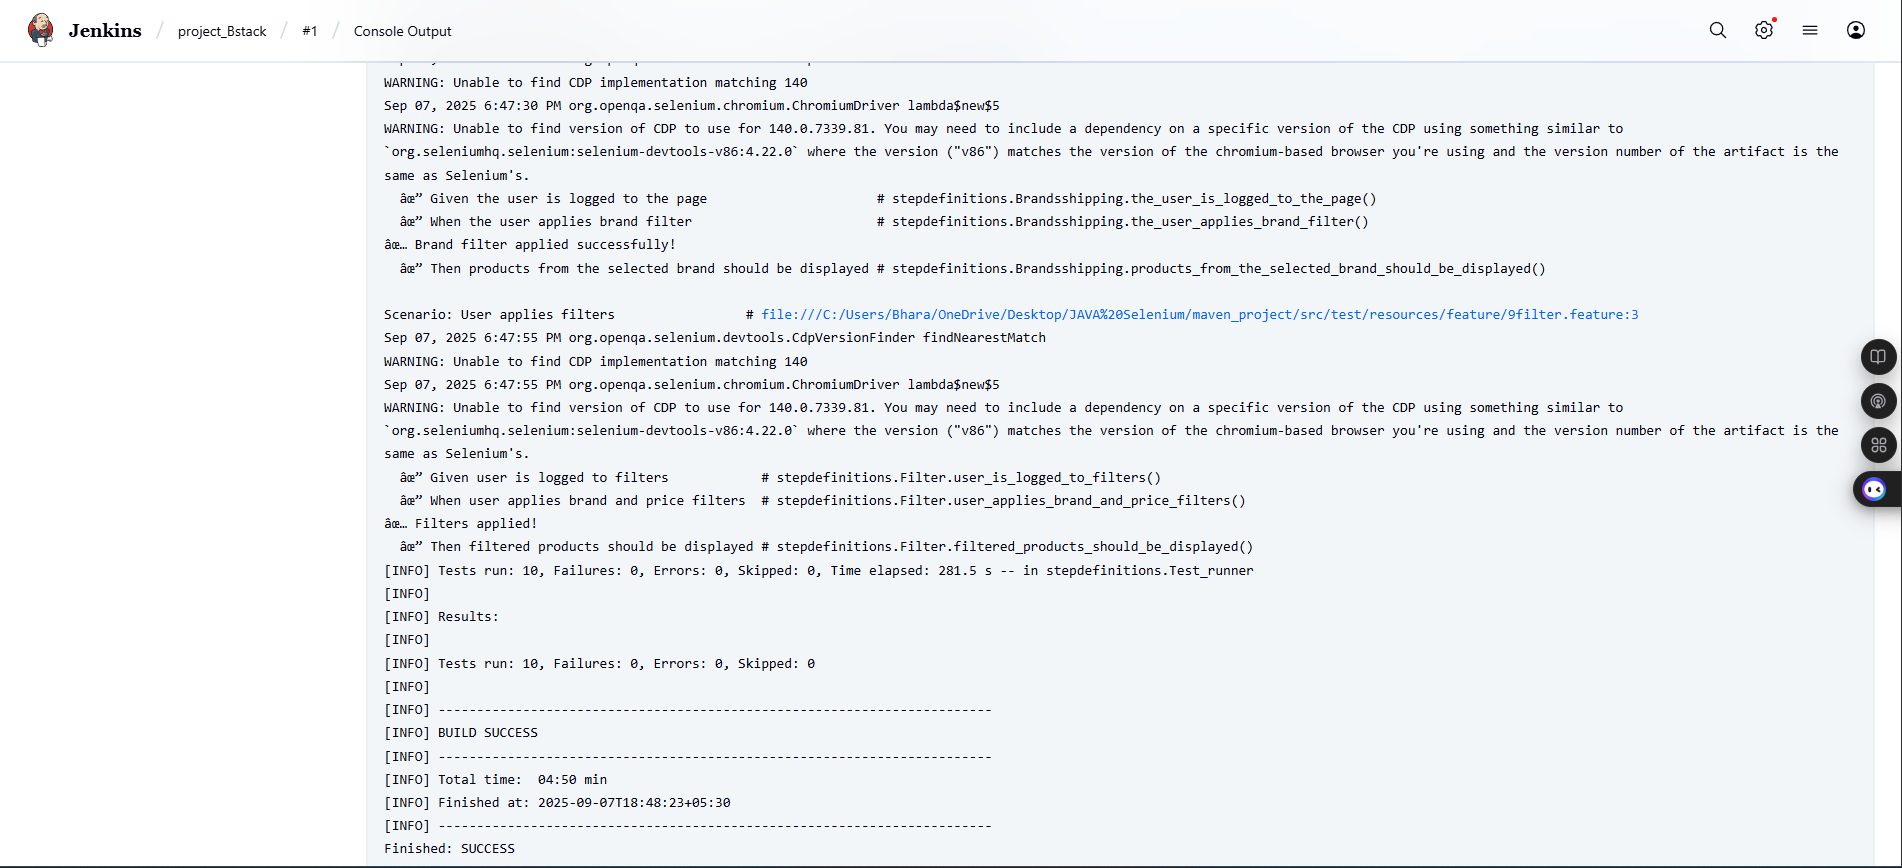 Jenkins / project_Bstack / #1 / Console Output
WARNING: Unable to find CDP implementation matching 140
Sep 07, 2025 6:47:30 PM org.openqa.selenium.chromium.ChromiumDriver lambda$new$5
WARNING: Unable to find version of CDP to use for 140.0.7339.81. You may need to include a dependency on a specific version of the CDP using something similar to
`org.seleniumhq.selenium:selenium-devtools-v86:4.22.0` where the version ("v86") matches the version of the chromium-based browser you're using and the version number of the artifact is the
same as Selenium's.
âœ” Given the user is logged to the page # stepdefinitions.Brandsshipping.the_user_is_logged_to_the_page()
âœ” When the user applies brand filter # stepdefinitions.Brandsshipping.the_user_applies_brand_filter()
âœ… Brand filter applied successfully!
âœ” Then products from the selected brand should be displayed # stepdefinitions.Brandsshipping.products_from_the_selected_brand_should_be_displayed()
Scenario: User applies filters # file:///C:/Users/Bhara/OneDrive/Desktop/JAVA%20Selenium/maven_project/src/test/resources/feature/9filter.feature:3
Sep 07, 2025 6:47:55 PM org.openqa.selenium.devtools.CdpVersionFinder findNearestMatch
WARNING: Unable to find CDP implementation matching 140
Sep 07, 2025 6:47:55 PM org.openqa.selenium.chromium.ChromiumDriver lambda$new$5
WARNING: Unable to find version of CDP to use for 140.0.7339.81. You may need to include a dependency on a specific version of the CDP using something similar to
`org.seleniumhq.selenium:selenium-devtools-v86:4.22.0` where the version ("v86") matches the version of the chromium-based browser you're using and the version number of the artifact is the
same as Selenium's.
âœ” Given user is logged to filters # stepdefinitions.Filter.user_is_logged_to_filters()
âœ” When user applies brand and price filters # stepdefinitions.Filter.user_applies_brand_and_price_filters()
âœ… Filters applied!
âœ” Then filtered products should be displayed # stepdefinitions.Filter.filtered_products_should_be_displayed()
[INFO] Tests run: 10, Failures: 0, Errors: 0, Skipped: 0, Time elapsed: 281.5 s -- in stepdefinitions.Test_runner
[INFO]
[INFO] Results:
[INFO]
[INFO] Tests run: 10, Failures: 0, Errors: 0, Skipped: 0
[INFO]
[INFO] ------------------------------------------------------------------------
[INFO] BUILD SUCCESS
[INFO] ------------------------------------------------------------------------
[INFO] Total time:  04:50 min
[INFO] Finished at: 2025-09-07T18:48:23+05:30
[INFO] ------------------------------------------------------------------------
Finished: SUCCESS